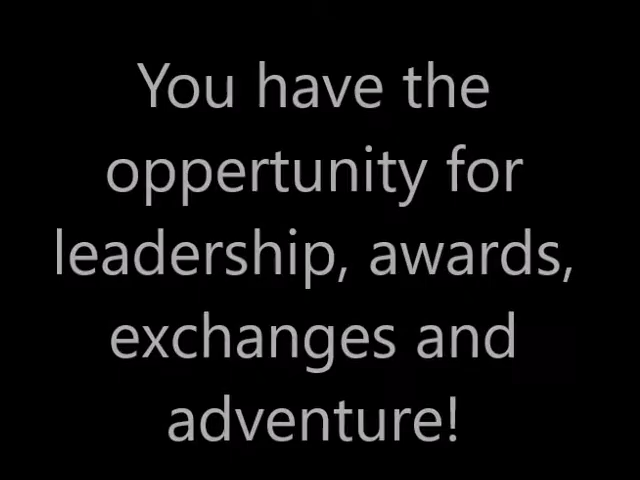 You have the
oppertunity for
leadership, awards,
exchanges and
adventure!